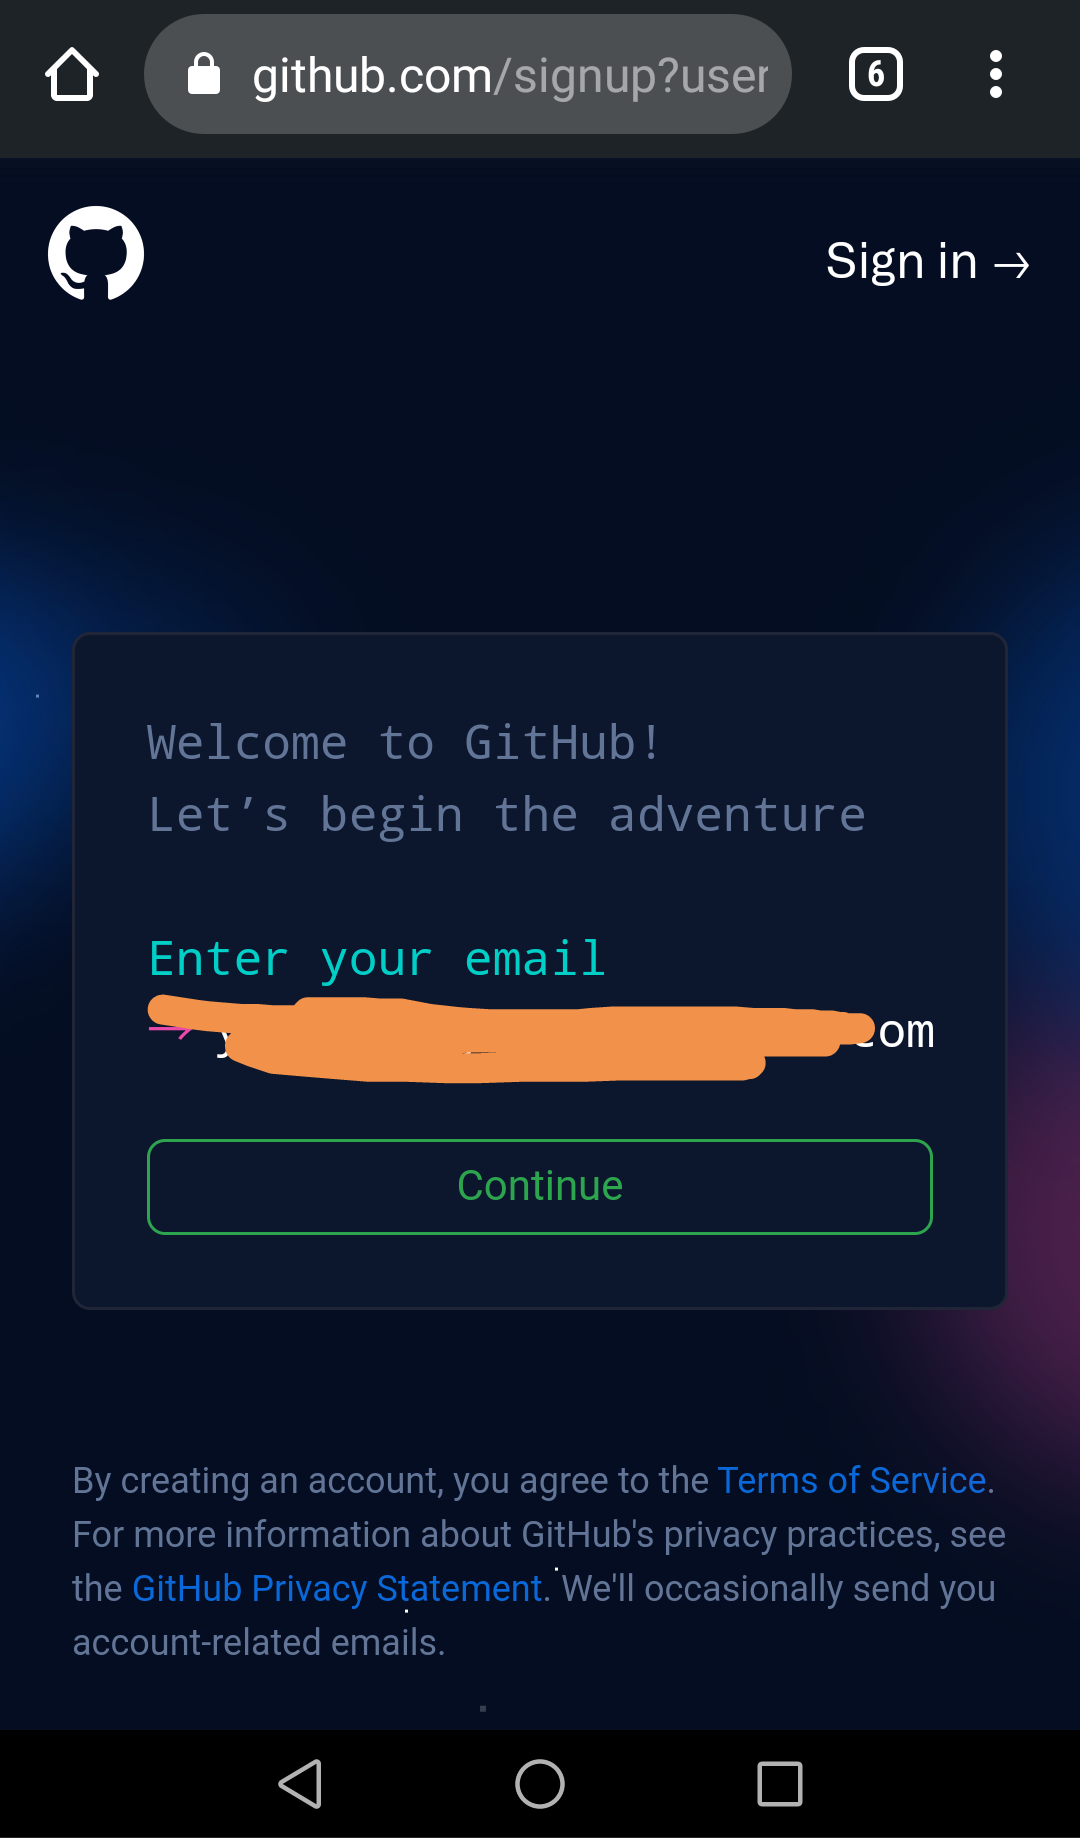 github.com/signup?user
6
Sign in →
Welcome to GitHub!
Let’s begin the adventure
Enter your email
om
Continue
By creating an account, you agree to the Terms of Service.
For more information about GitHub's privacy practices, see
the GitHub Privacy Statement. We'll occasionally send you
account-related emails.